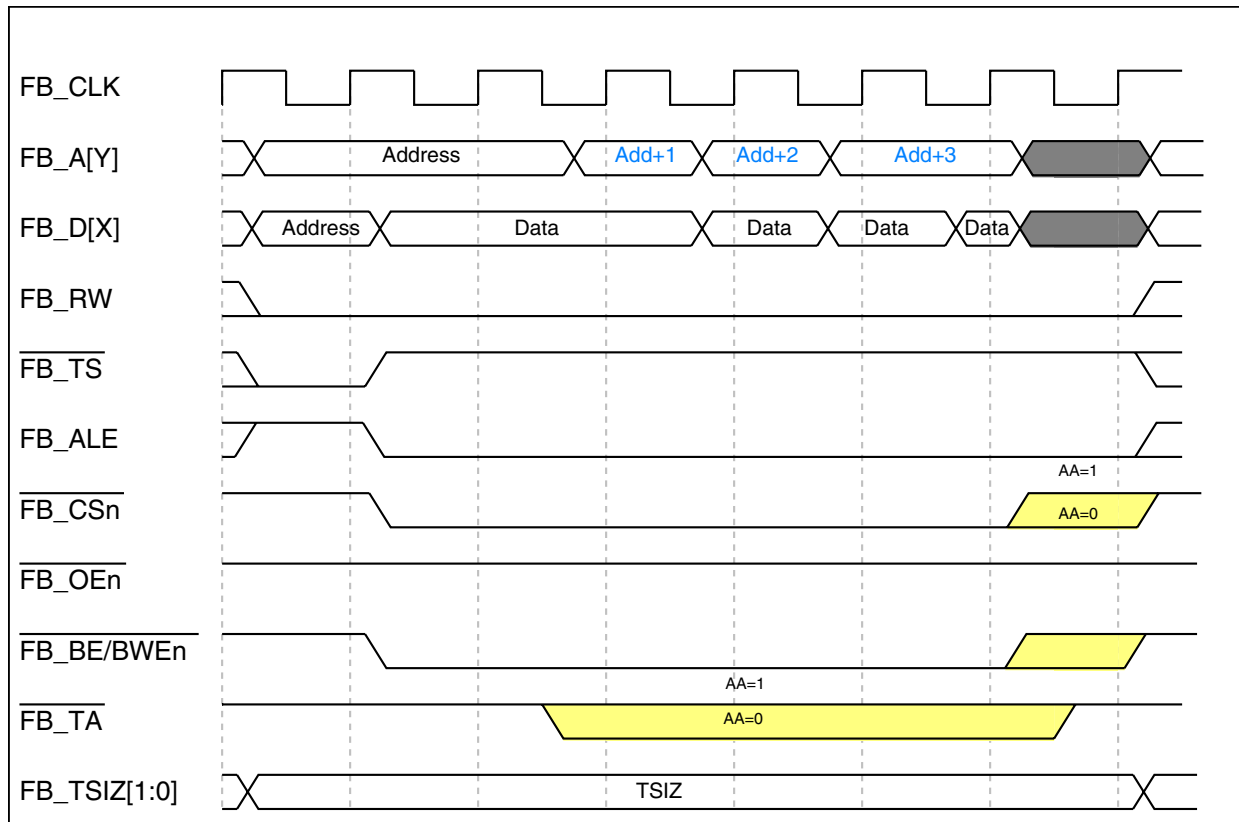 FB_CLK
FB_A[Y] Address Add+1 Add+2 Add+3
FB_D[X] Address Data Data Data Data
FB_RW
FB_TS
FB_ALE
AA=1
FB_CSn AA=0
FB_OEn
FB_BE/BWEn
AA=1
FB_TA AA=0
FB_TSIZ[1:0] TSIZ